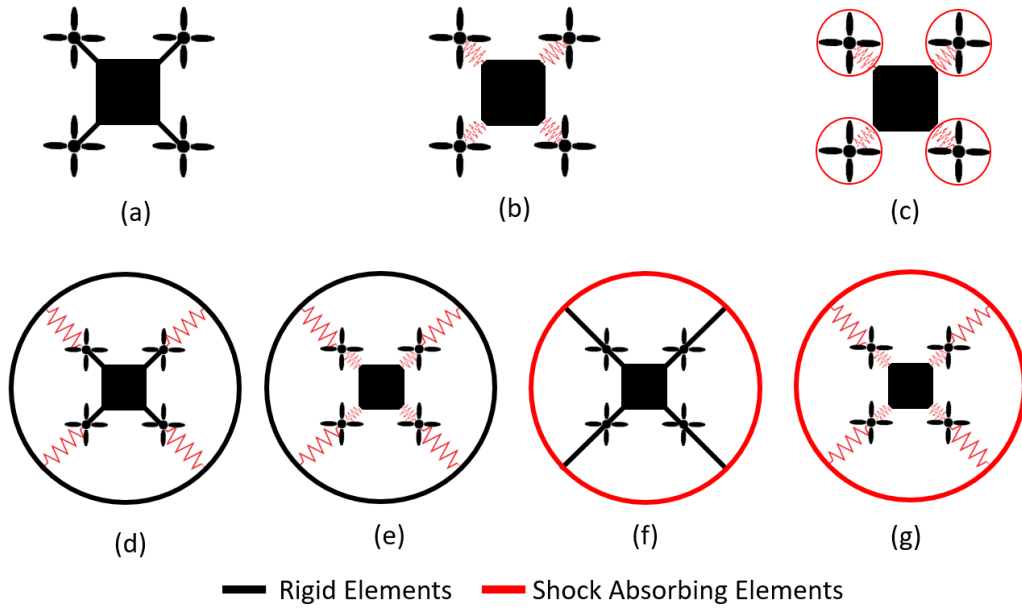 (a)
(b)
(c)
(d)
(e)
(f)
(g)
Rigid Elements
Shock Absorbing Elements